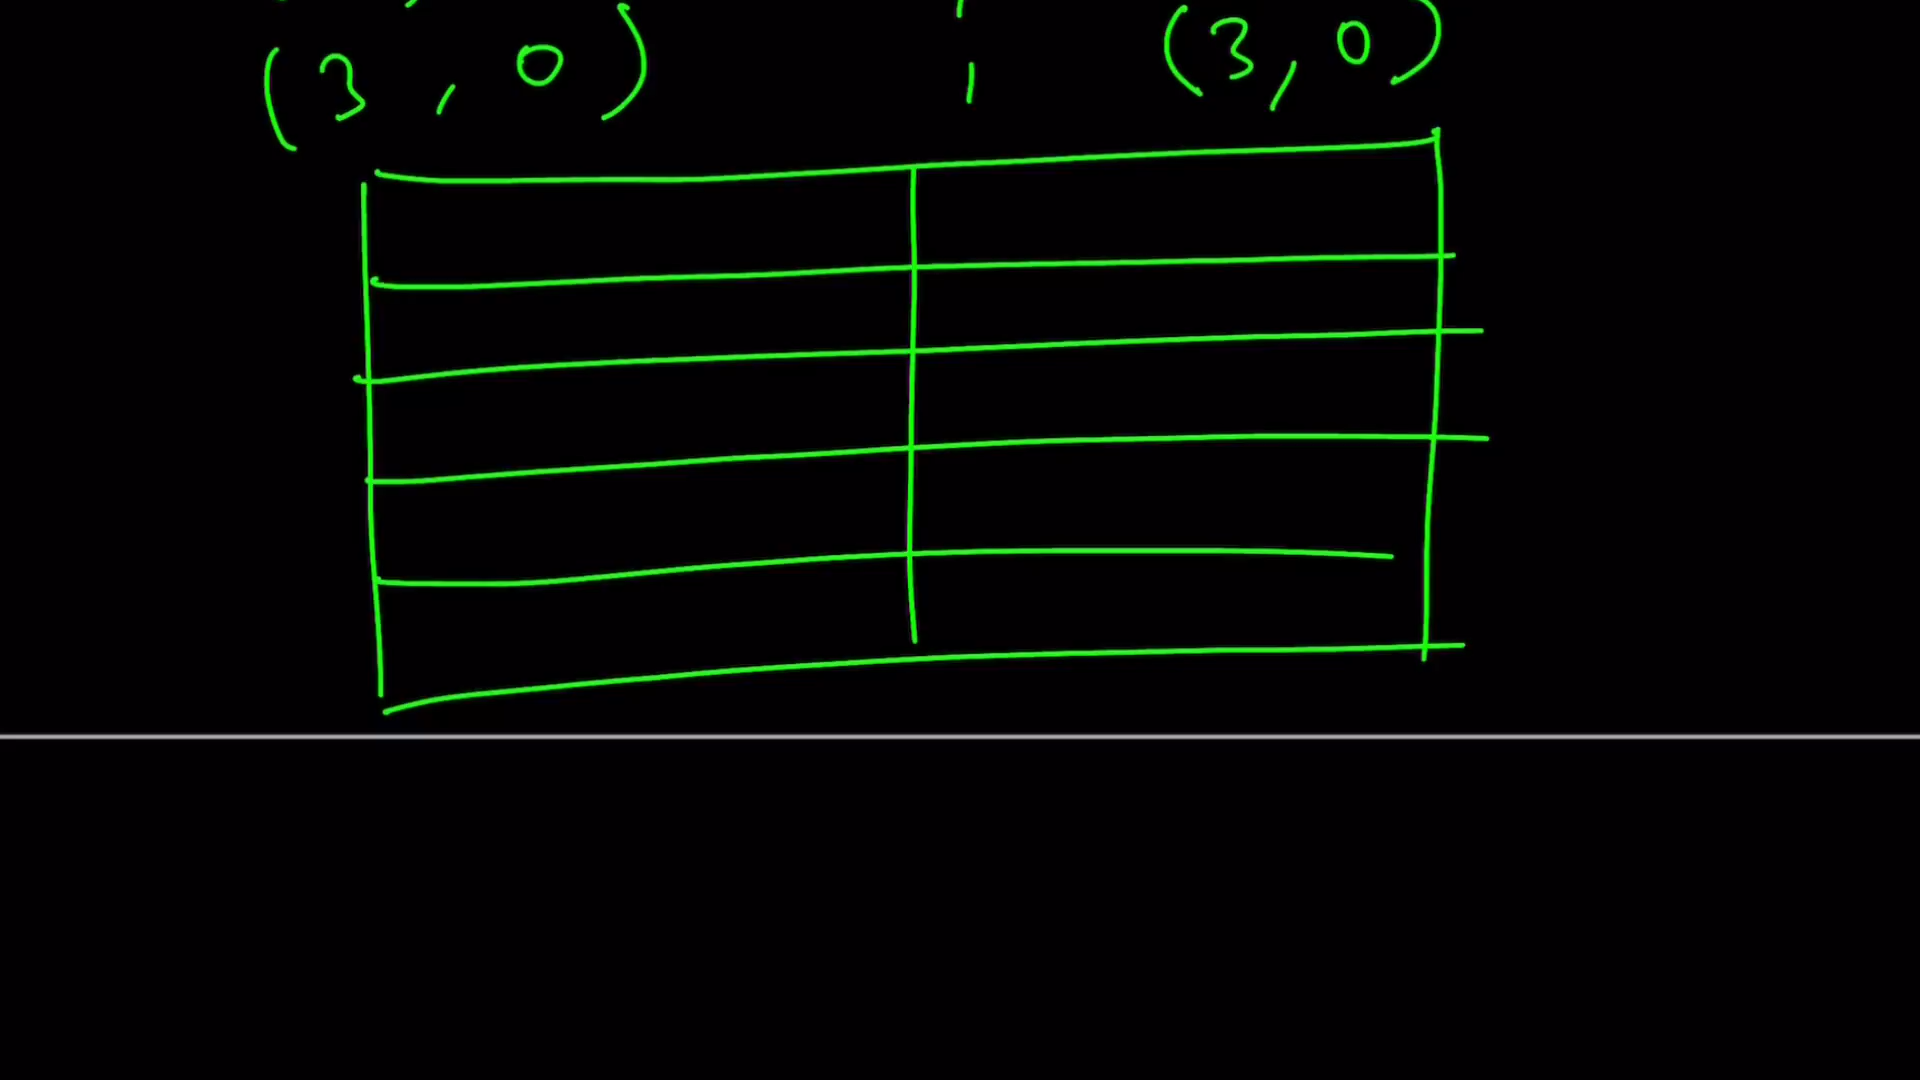 (3, 0) (3, 0)